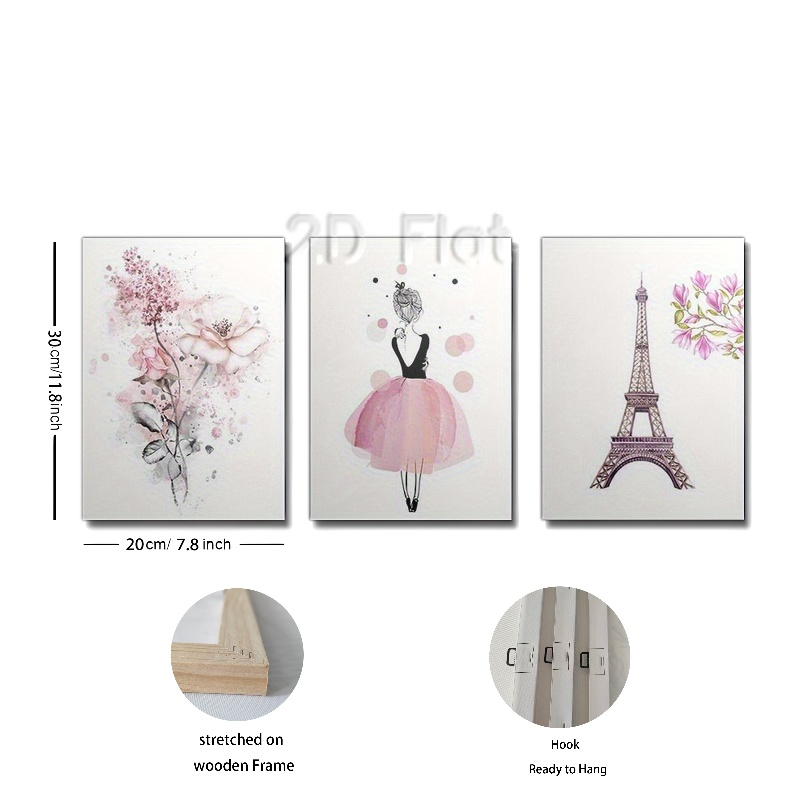 2D Flat
30cm/11.8inch
20cm/ 7.8 inch
stretched on
wooden Frame
Hook
Ready to Hang